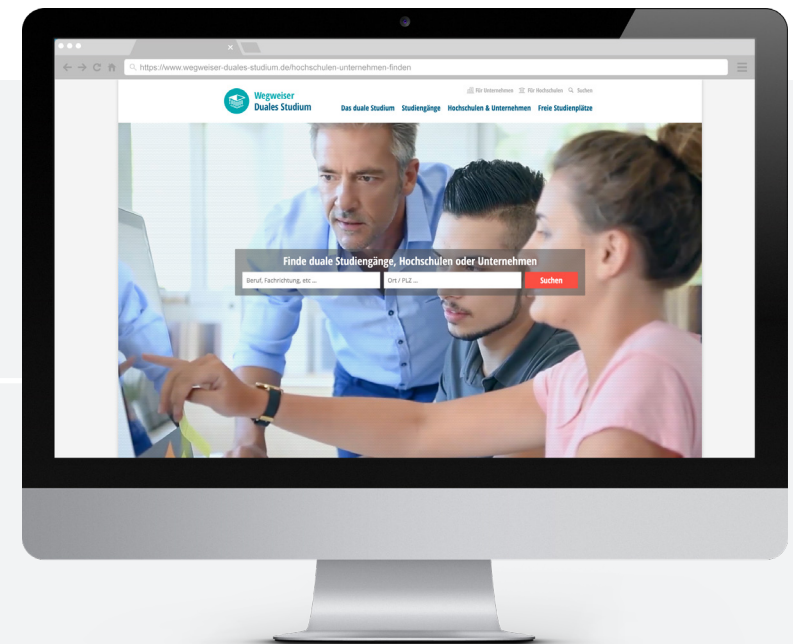 https://www.wegweiser-duales-studium.de/hochschulen-unternehmen-finden
Für Unternehmen Für Hochschulen Suchen
Wegweiser
Duales Studium
Das duale Studium Studiengänge Hochschulen & Unternehmen Freie Studienplätze
Finde duale Studiengänge, Hochschulen oder Unternehmen
Beruf, Fachrichtung, etc ... Ort / PLZ ... Suchen